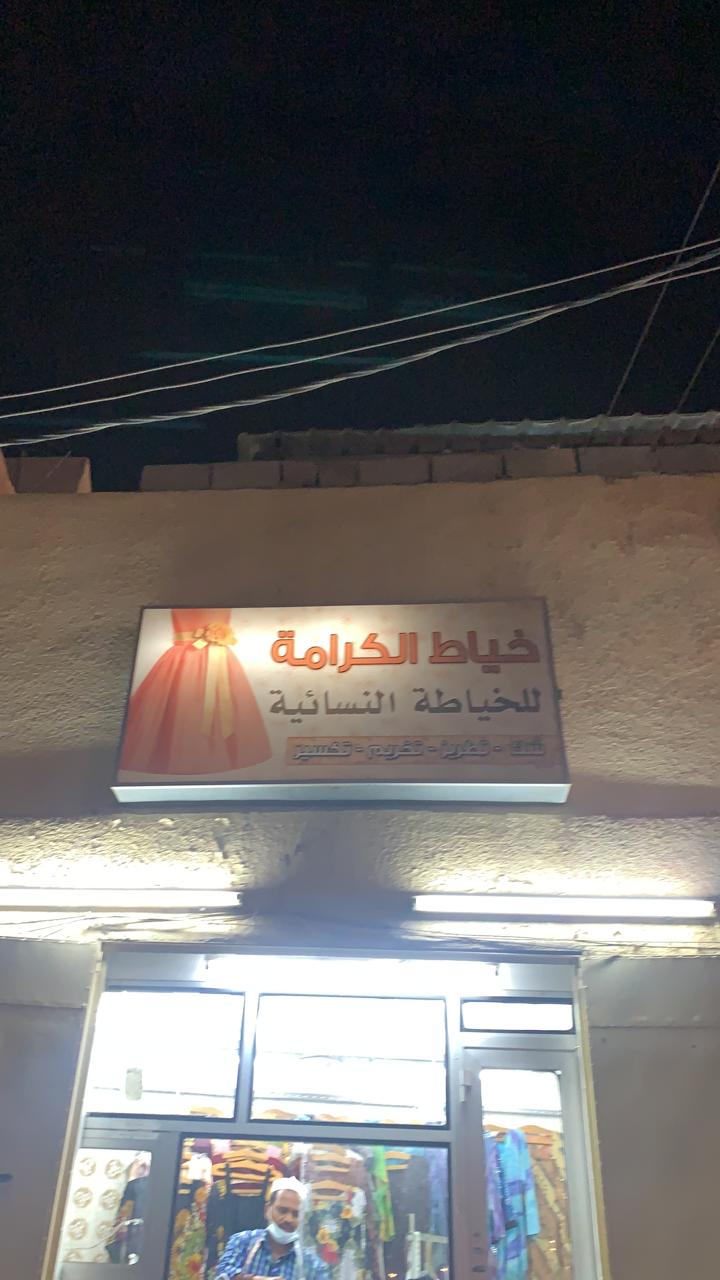 خياط الكرامة
للخياطة النسائية
شك - تطريز - تخريم - تكسير